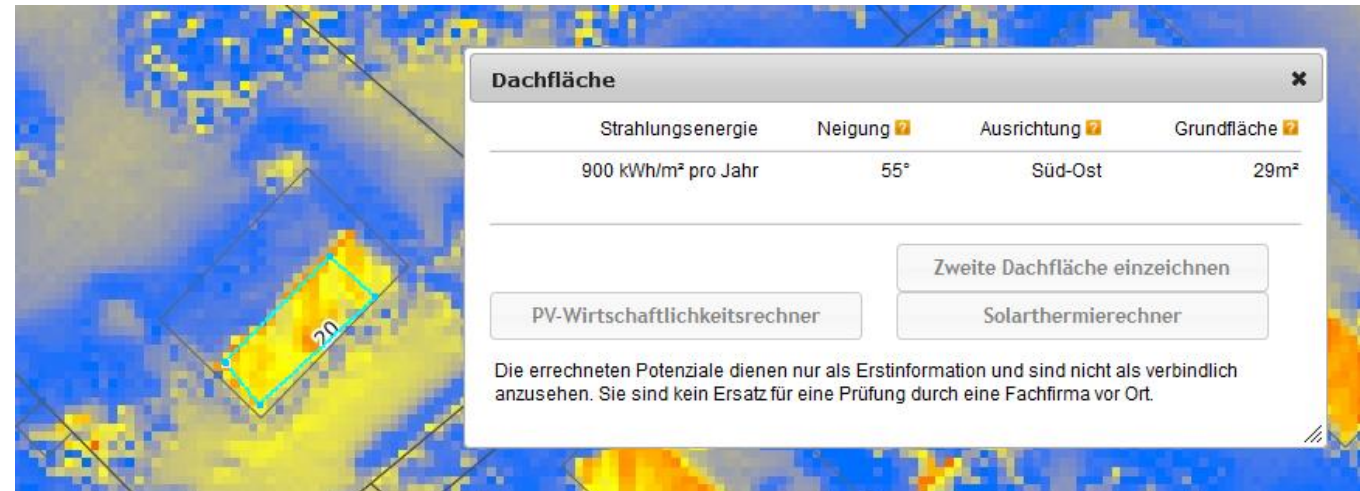 Dachfläche
Strahlungsenergie Neigung ? Ausrichtung ? Grundfläche ?
900 kWh/m² pro Jahr 55° Süd-Ost 29m²
Zweite Dachfläche einzeichnen
PV-Wirtschaftlichkeitsrechner Solarthermierechner
Die errechneten Potenziale dienen nur als Erstinformation und sind nicht als verbindlich
anzusehen. Sie sind kein Ersatz für eine Prüfung durch eine Fachfirma vor Ort.
20